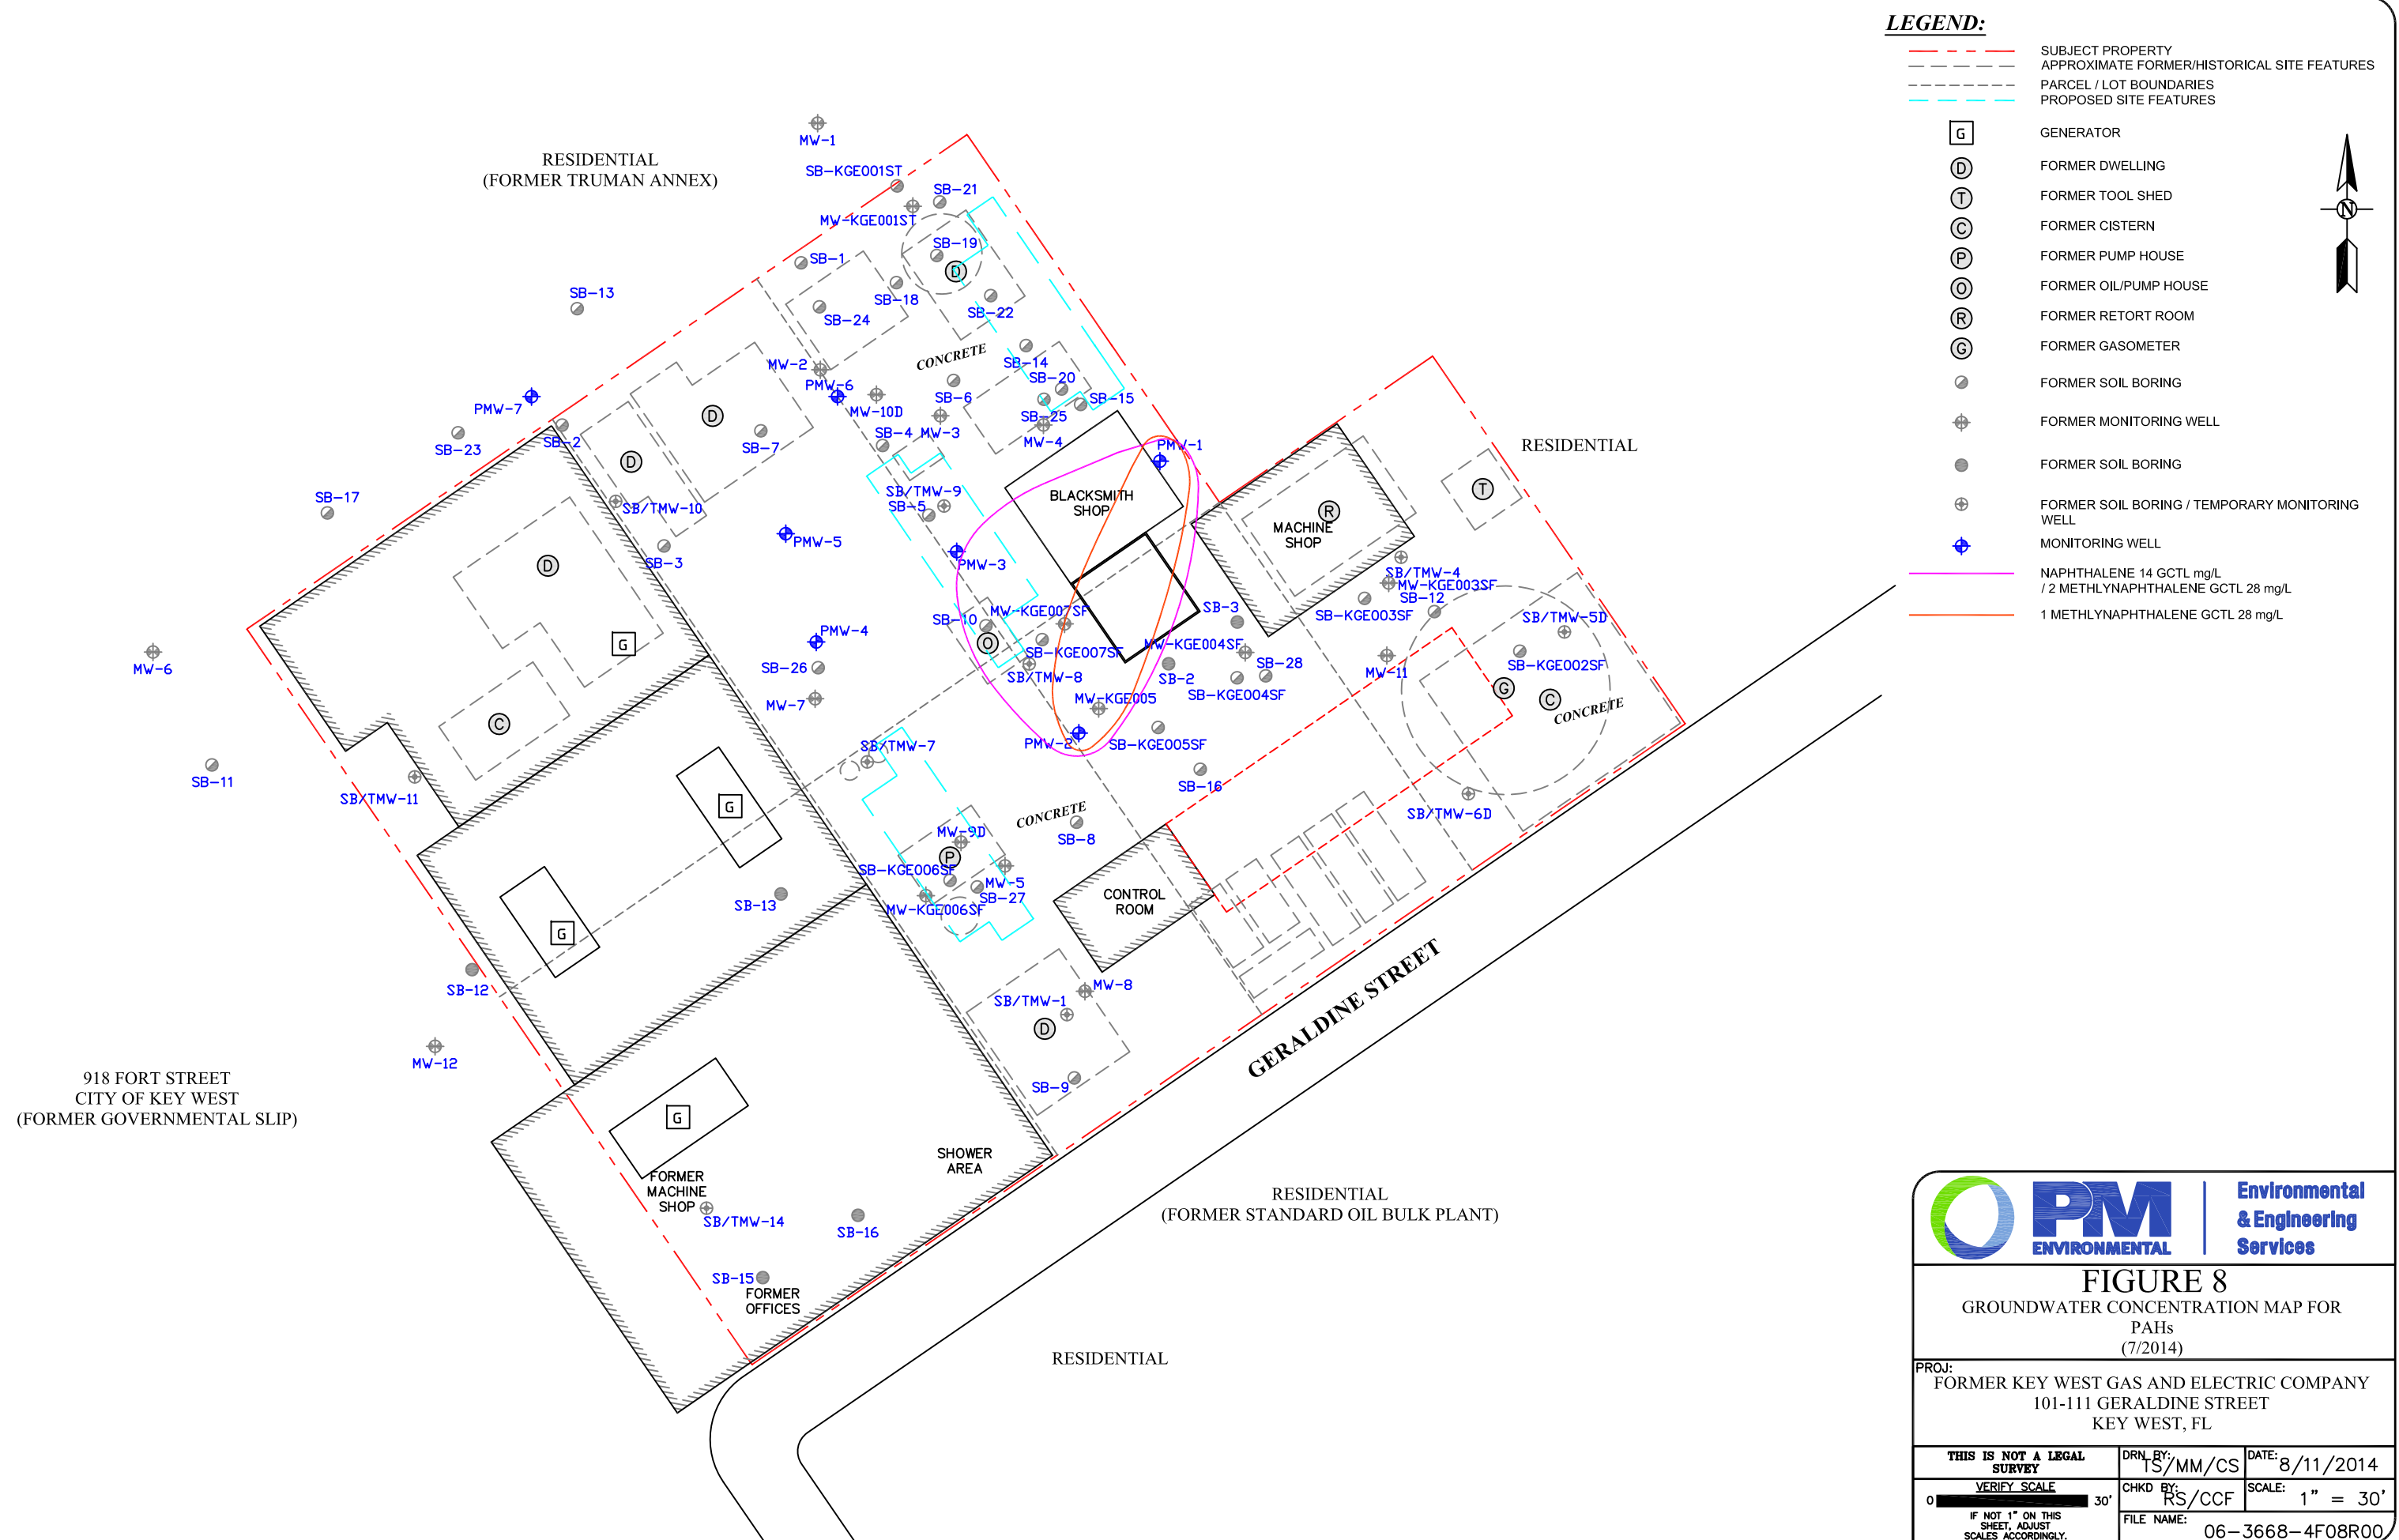 LEGEND:
SUBJECT PROPERTY
APPROXIMATE FORMER/HISTORICAL SITE FEATURES
PARCEL / LOT BOUNDARIES
PROPOSED SITE FEATURES
G GENERATOR
D FORMER DWELLING
T FORMER TOOL SHED
C FORMER CISTERN
P FORMER PUMP HOUSE
O FORMER OIL/PUMP HOUSE
R FORMER RETORT ROOM
G FORMER GASOMETER
FORMER SOIL BORING
FORMER MONITORING WELL
FORMER SOIL BORING
FORMER SOIL BORING / TEMPORARY MONITORING
WELL
MONITORING WELL
NAPHTHALENE 14 GCTL mg/L
/ 2 METHLYNAPHTHALENE GCTL 28 mg/L
1 METHLYNAPHTHALENE GCTL 28 mg/L
N
MW-1
RESIDENTIAL
(FORMER TRUMAN ANNEX)
SB-KGE001ST
SB-21
MW-KGE001ST
SB-19
D
SB-1
SB-13
SB-18
SB-24
SB-22
CONCRETE
SB-14
MW-2
SB-20
PMW-6
PMW-7
MW-10D
SB-6
SB-25
SB-15
D
SB-4
MW-3
MW-4
SB-2
SB-7
SB-23
PMW-1
RESIDENTIAL
D
SB-17
SB/TMW-9
SB-5
SB/TMW-10
BLACKSMITH
SHOP
T
R
MACHINE
SHOP
PMW-5
SB-3
PMW-3
D
SB/TMW-4
MW-KGE003SF
SB-12
SB-KGE003SF
SB-3
MW-KGE007SF
SB-10
SB/TMW-5D
PMW-4
G
O
MW-KGE004SF
SB-KGE007SF
SB-28
SB-26
MW-6
SB/TMW-8
SB-2
MW-11
SB-KGE002SF
SB-KGE004SF
MW-KGE005
MW-7
G
C
CONCRETE
C
PMW-2
SB-KGE005SF
SB/TMW-7
SB-11
SB/TMW-11
SB-16
G
CONCRETE
SB/TMW-6D
MW-9D
SB-8
P
SB-KGE006SF
MW-5
SB-27
MW-KGE006SF
SB-13
CONTROL
ROOM
G
SB-12
MW-8
SB/TMW-1
D
GERALDINE STREET
MW-12
SB-9
918 FORT STREET
CITY OF KEY WEST
(FORMER GOVERNMENTAL SLIP)
G
SHOWER
AREA
FORMER
MACHINE
SHOP
SB/TMW-14
SB-16
RESIDENTIAL
(FORMER STANDARD OIL BULK PLANT)
SB-15
FORMER
OFFICES
RESIDENTIAL
PM
ENVIRONMENTAL
Environmental
& Engineering
Services
FIGURE 8
GROUNDWATER CONCENTRATION MAP FOR
PAHs
(7/2014)
PROJ:
FORMER KEY WEST GAS AND ELECTRIC COMPANY
101-111 GERALDINE STREET
KEY WEST, FL
THIS IS NOT A LEGAL
SURVEY
DRN BY:
TS/MM/CS
DATE:
8/11/2014
VERIFY SCALE
0 30'
IF NOT 1" ON THIS
SHEET, ADJUST
SCALES ACCORDINGLY.
CHKD BY:
RS/CCF
SCALE:
1" = 30'
FILE NAME:
06-3668-4F08R00